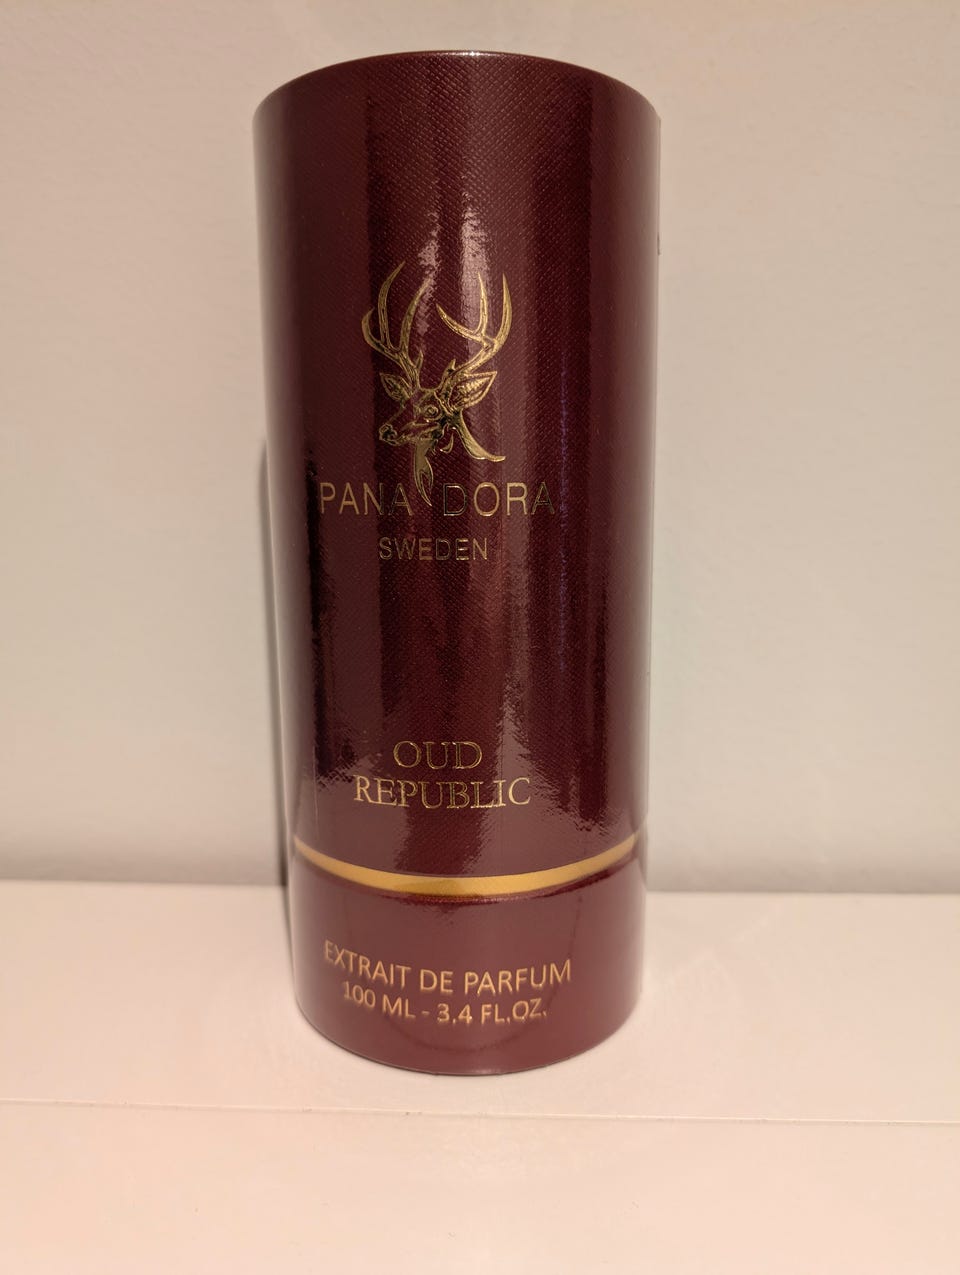 PANA DORA
SWEDEN
OUD
REPUBLIC
EXTRAIT DE PARFUM
100 ML - 3.4 FL.OZ.